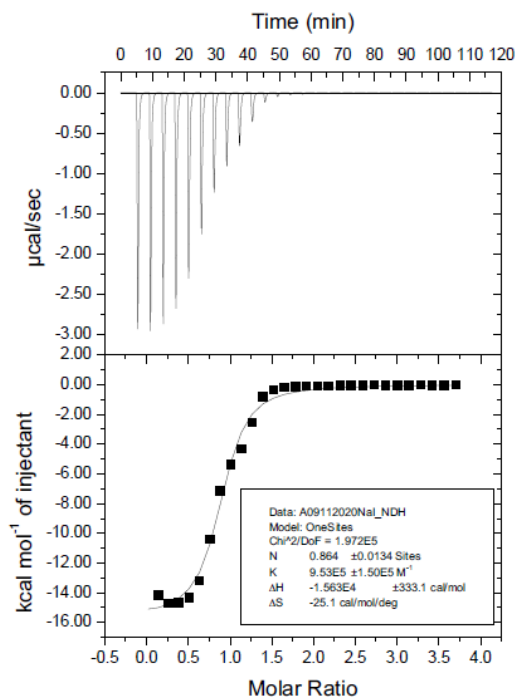 Time (min)
0 10 20 30 40 50 60 70 80 90 100 110 120
0.00
-0.50
-1.00
-1.50
-2.00
-2.50
-3.00
µcal/sec
2.00
0.00
-2.00
-4.00
-6.00
-8.00
-10.00
-12.00
-14.00
-16.00
kcal mol⁻¹ of injectant
Data: A09112020NaI_NDH
Model: OneSites
Chi^2/DoF = 1.972E5
N 0.864 ±0.0134 Sites
K 9.53E5 ±1.50E5 M⁻¹
ΔH -1.563E4 ±333.1 cal/mol
ΔS -25.1 cal/mol/deg
-0.5 0.0 0.5 1.0 1.5 2.0 2.5 3.0 3.5 4.0
Molar Ratio